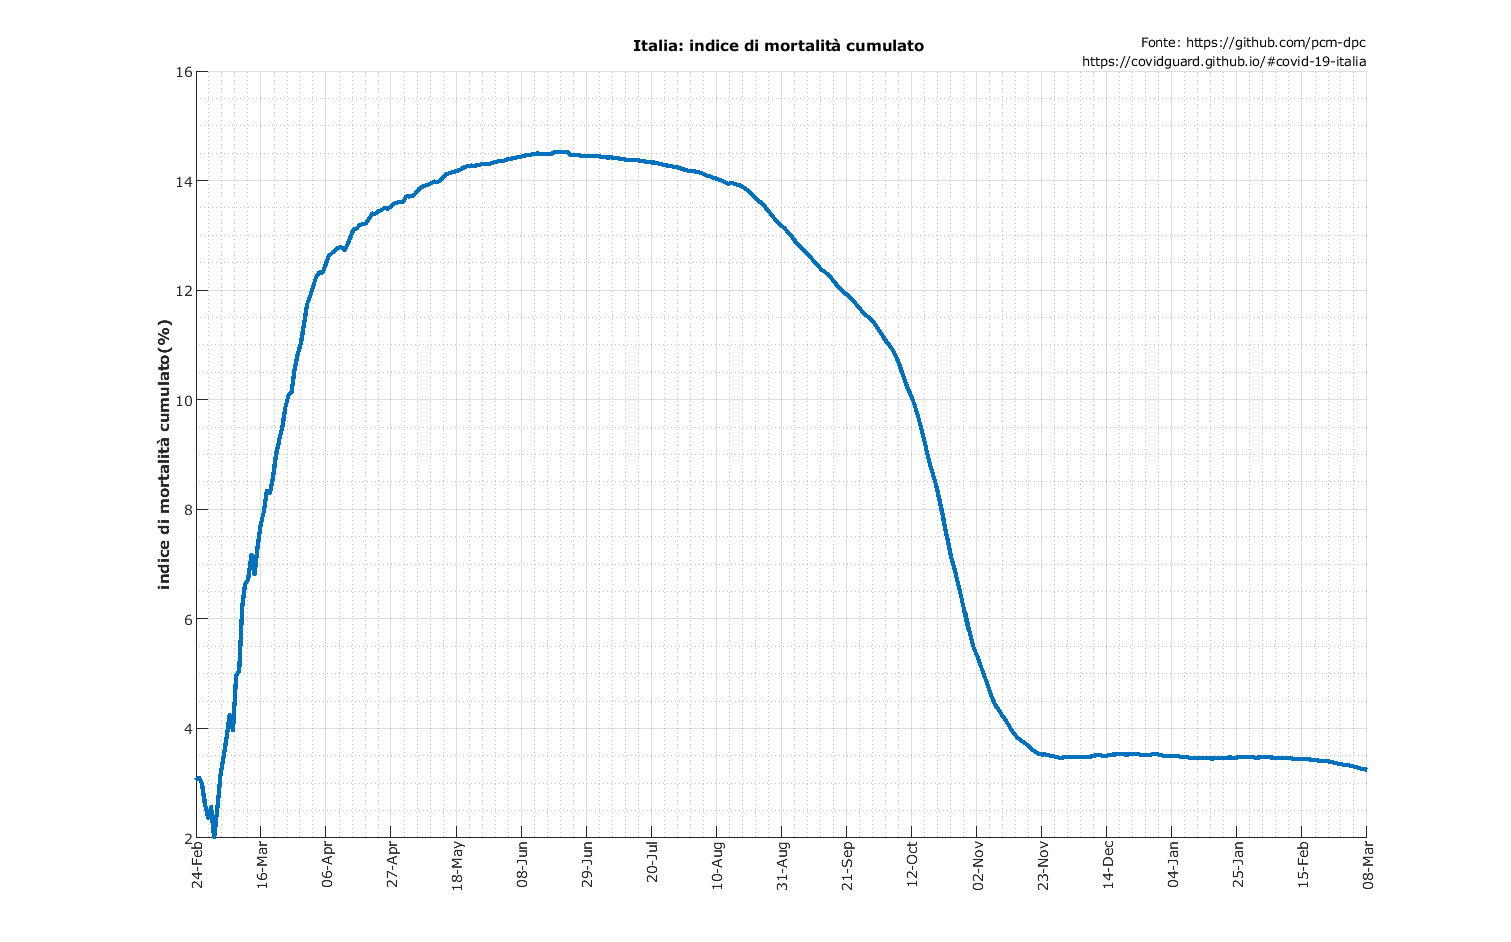 Italia: indice di mortalità cumulato
Fonte: https://github.com/pcm-dpc
https://covidguard.github.io/#covid-19-italia
indice di mortalità cumulato(%)
16
14
12
10
8
6
4
2
24-Feb
16-Mar
06-Apr
27-Apr
18-May
08-Jun
29-Jun
20-Jul
10-Aug
31-Aug
21-Sep
12-Oct
02-Nov
23-Nov
14-Dec
04-Jan
25-Jan
15-Feb
08-Mar